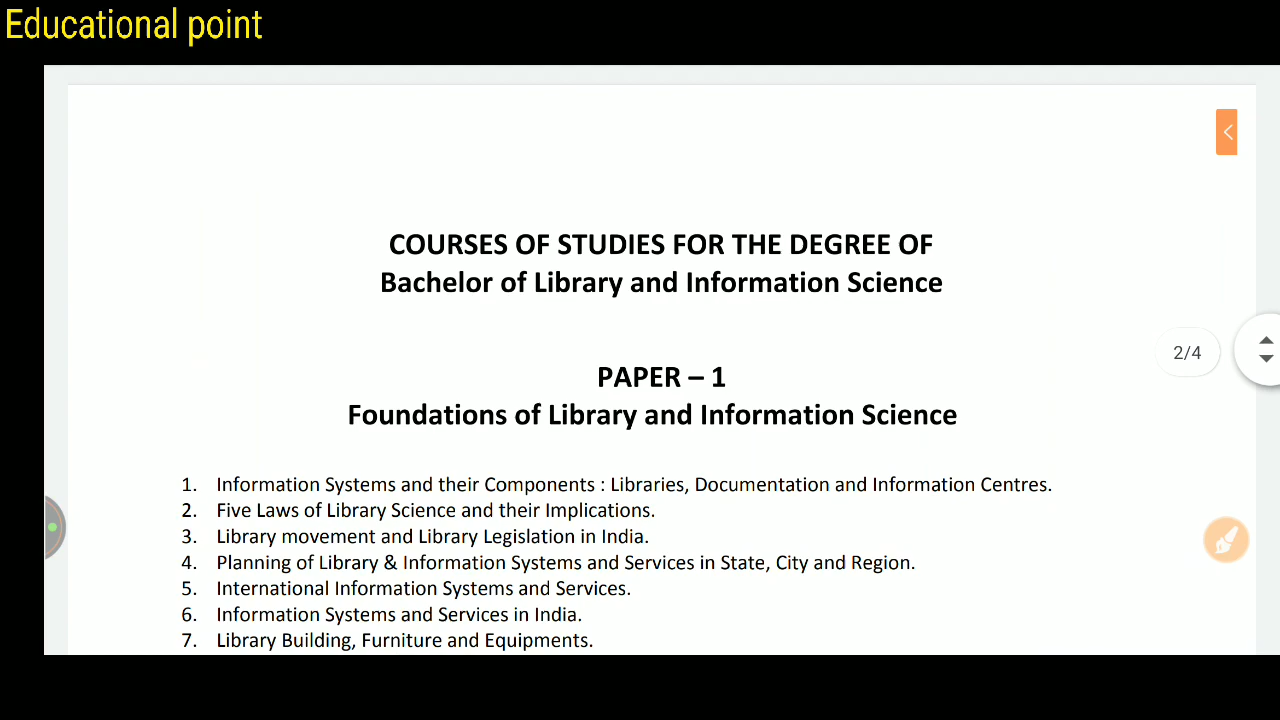 Educational point
COURSES OF STUDIES FOR THE DEGREE OF
Bachelor of Library and Information Science
2/4
PAPER – 1
Foundations of Library and Information Science
1. Information Systems and their Components : Libraries, Documentation and Information Centres.
2. Five Laws of Library Science and their Implications.
3. Library movement and Library Legislation in India.
4. Planning of Library & Information Systems and Services in State, City and Region.
5. International Information Systems and Services.
6. Information Systems and Services in India.
7. Library Building, Furniture and Equipments.